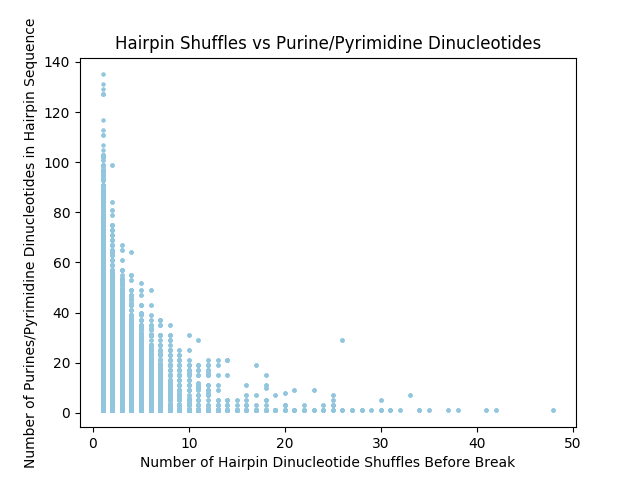 Hairpin Shuffles vs Purine/Pyrimidine Dinucleotides
Number of Purines/Pyrimidine Dinucleotides in Hairpin Sequence
140
120
100
80
60
40
20
0
0 10 20 30 40 50
Number of Hairpin Dinucleotide Shuffles Before Break